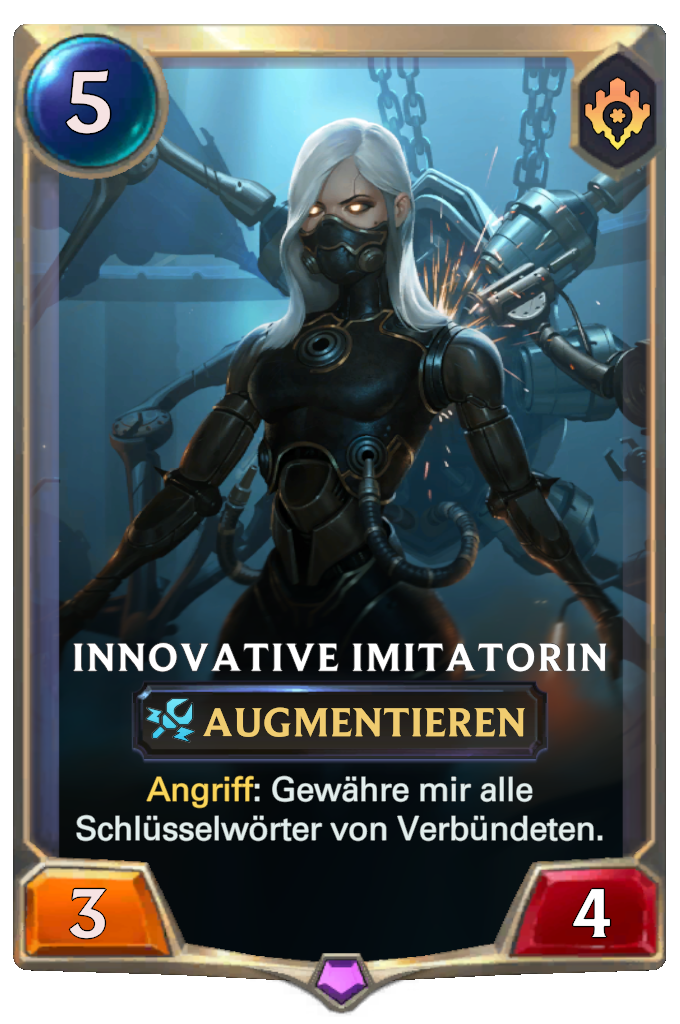 5
INNOVATIVE IMITATORIN
AUGMENTIEREN
Angriff: Gewähre mir alle
Schlüsselwörter von Verbündeten.
3
4